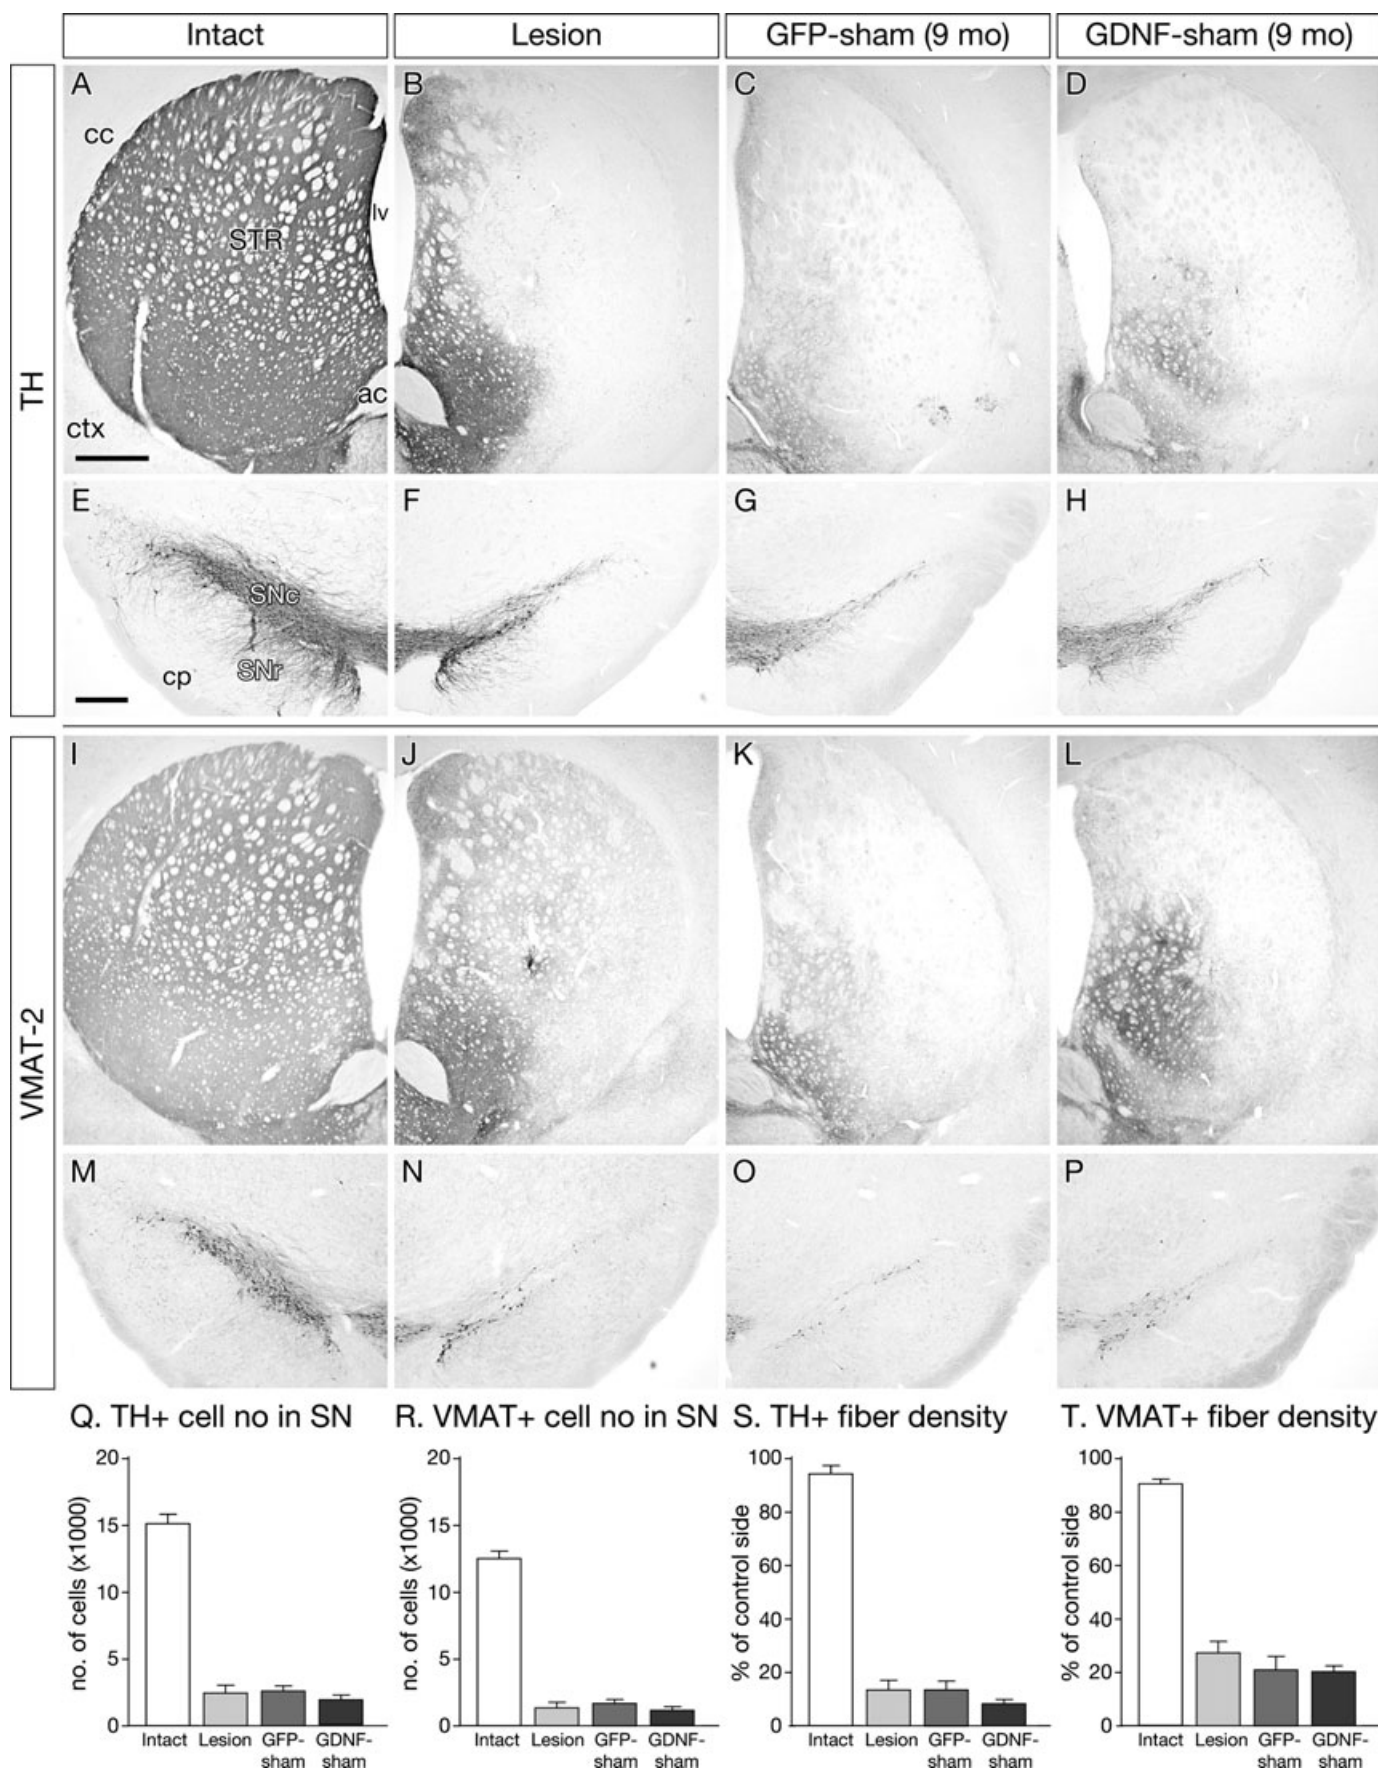 Intact
Lesion
GFP-sham (9 mo)
GDNF-sham (9 mo)
TH
A
B
C
D
cc
lv
STR
ac
ctx
E
F
G
H
SNc
SNr
cp
VMAT-2
I
J
K
L
M
N
O
P
Q. TH+ cell no in SN
no. of cells (x1000)
20
15
10
5
0
Intact
Lesion
GFP-
sham
GDNF-
sham
R. VMAT+ cell no in SN
no. of cells (x1000)
20
15
10
5
0
Intact
Lesion
GFP-
sham
GDNF-
sham
S. TH+ fiber density
% of control side
100
80
60
40
20
0
Intact
Lesion
GFP-
sham
GDNF-
sham
T. VMAT+ fiber density
% of control side
100
80
60
40
20
0
Intact
Lesion
GFP-
sham
GDNF-
sham